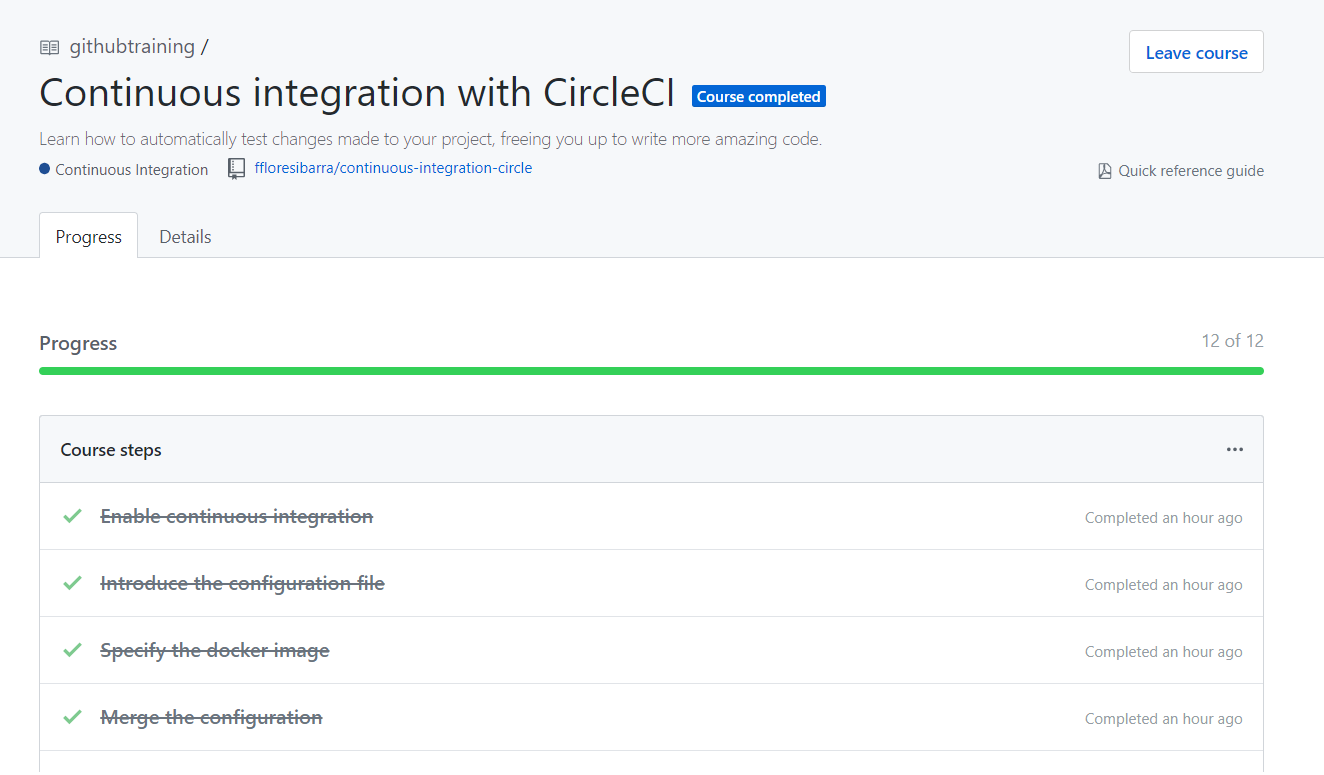 githubtraining /
Leave course
Continuous integration with CircleCI Course completed
Learn how to automatically test changes made to your project, freeing you up to write more amazing code.
Continuous Integration ffloresibarra/continuous-integration-circle
Quick reference guide
Progress Details
Progress 12 of 12
Course steps ...
Enable continuous integration Completed an hour ago
Introduce the configuration file Completed an hour ago
Specify the docker image Completed an hour ago
Merge the configuration Completed an hour ago